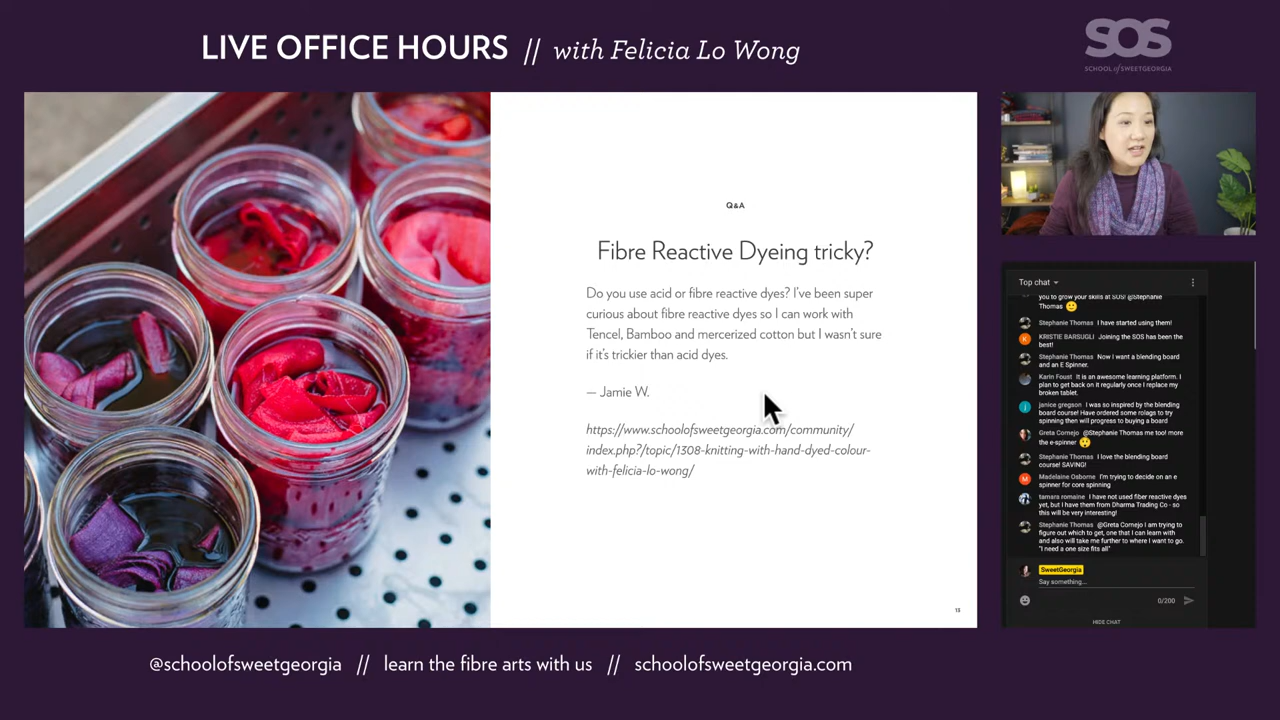 LIVE OFFICE HOURS // with Felicia Lo Wong
SOS
SCHOOL of SWEETGEORGIA
Q&A
Fibre Reactive Dyeing tricky?
Do you use acid or fibre reactive dyes? I've been super
curious about fibre reactive dyes so I can work with
Tencel, Bamboo and mercerized cotton but I wasn't sure
if it's trickier than acid dyes.
— Jamie W.
https://www.schoolofsweetgeorgia.com/community/
index.php?/topic/1308-knitting-with-hand-dyed-colour-
with-felicia-lo-wong/
13
Top chat
you to grow your skills at SOS! @Stephanie
Thomas
Stephanie Thomas I have started using them!
KRISTIE BARSUGLI Joining the SOS has been the
best!
Stephanie Thomas Now I want a blending board
and an E Spinner.
Karin Foust It is an awesome learning platform. I
plan to get back on it regularly once I replace my
broken tablet.
janice gregson I was so inspired by the blending
board course! Have ordered some rolags to try
spinning then will progress to buying a board
Greta Cornejo @Stephanie Thomas me too! more
the e-spinner
Stephanie Thomas I love the blending board
course! SAVING!
Madelaine Osborne I'm trying to decide on an e
spinner for core spinning
tamara romaine I have not used fiber reactive dyes
yet, but I have them from Dharma Trading Co - so
this will be very interesting!
Stephanie Thomas @Greta Cornejo I am trying to
figure out which to get, one that I can learn with
and also will take me further to where I want to go.
"I need a one size fits all"
SweetGeorgia
Say something...
0/200
HIDE CHAT
@schoolofsweetgeorgia // learn the fibre arts with us // schoolofsweetgeorgia.com